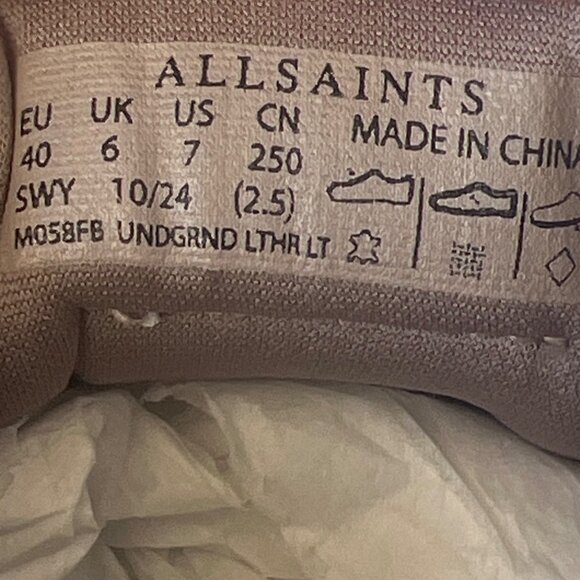 ALLSAINTS
EU UK US CN MADE IN CHINA
40 6 7 250
SWY 10/24 (2.5)
M058FB UNDGRND LTHR LT